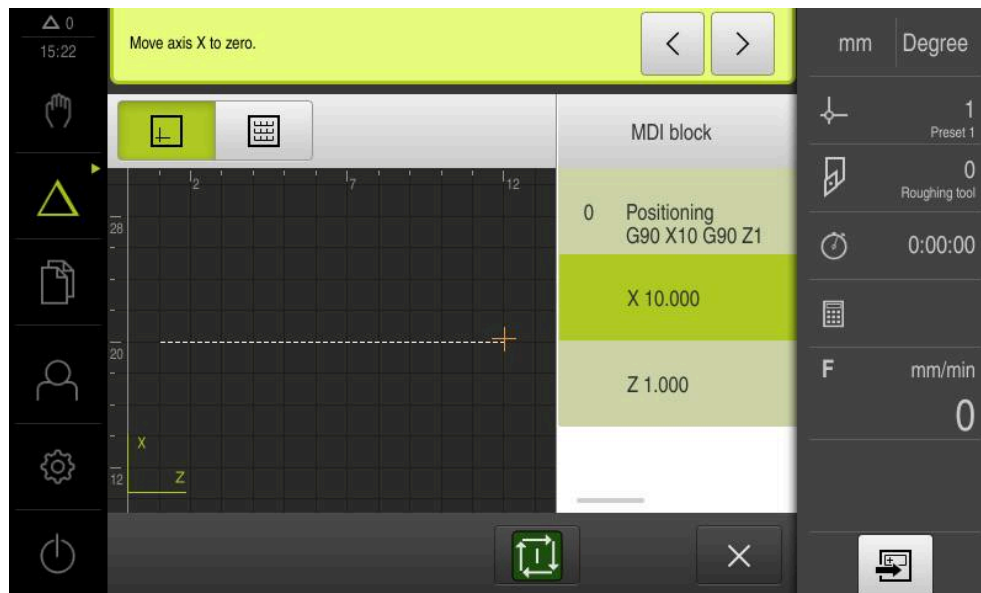 0
15:22
Move axis X to zero.
mm
Degree
MDI block
1
Preset 1
2
7
12
28
20
12
X
Z
0
Positioning
G90 X10 G90 Z1
X 10.000
Z 1.000
0
Roughing tool
0:00:00
F
mm/min
0